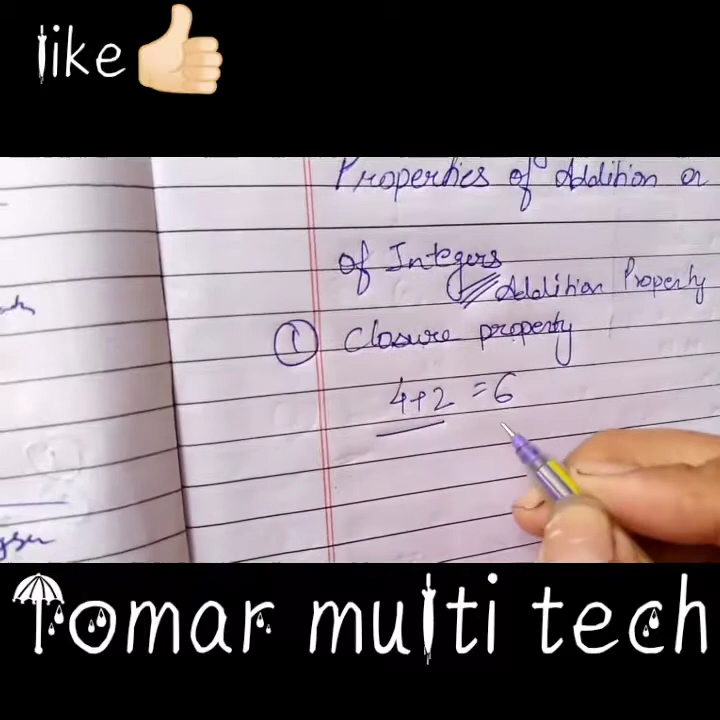 like
Properties of Addition or
of Integers
Addition Property
① Closure property
4+2 = 6
Tomar multi tech